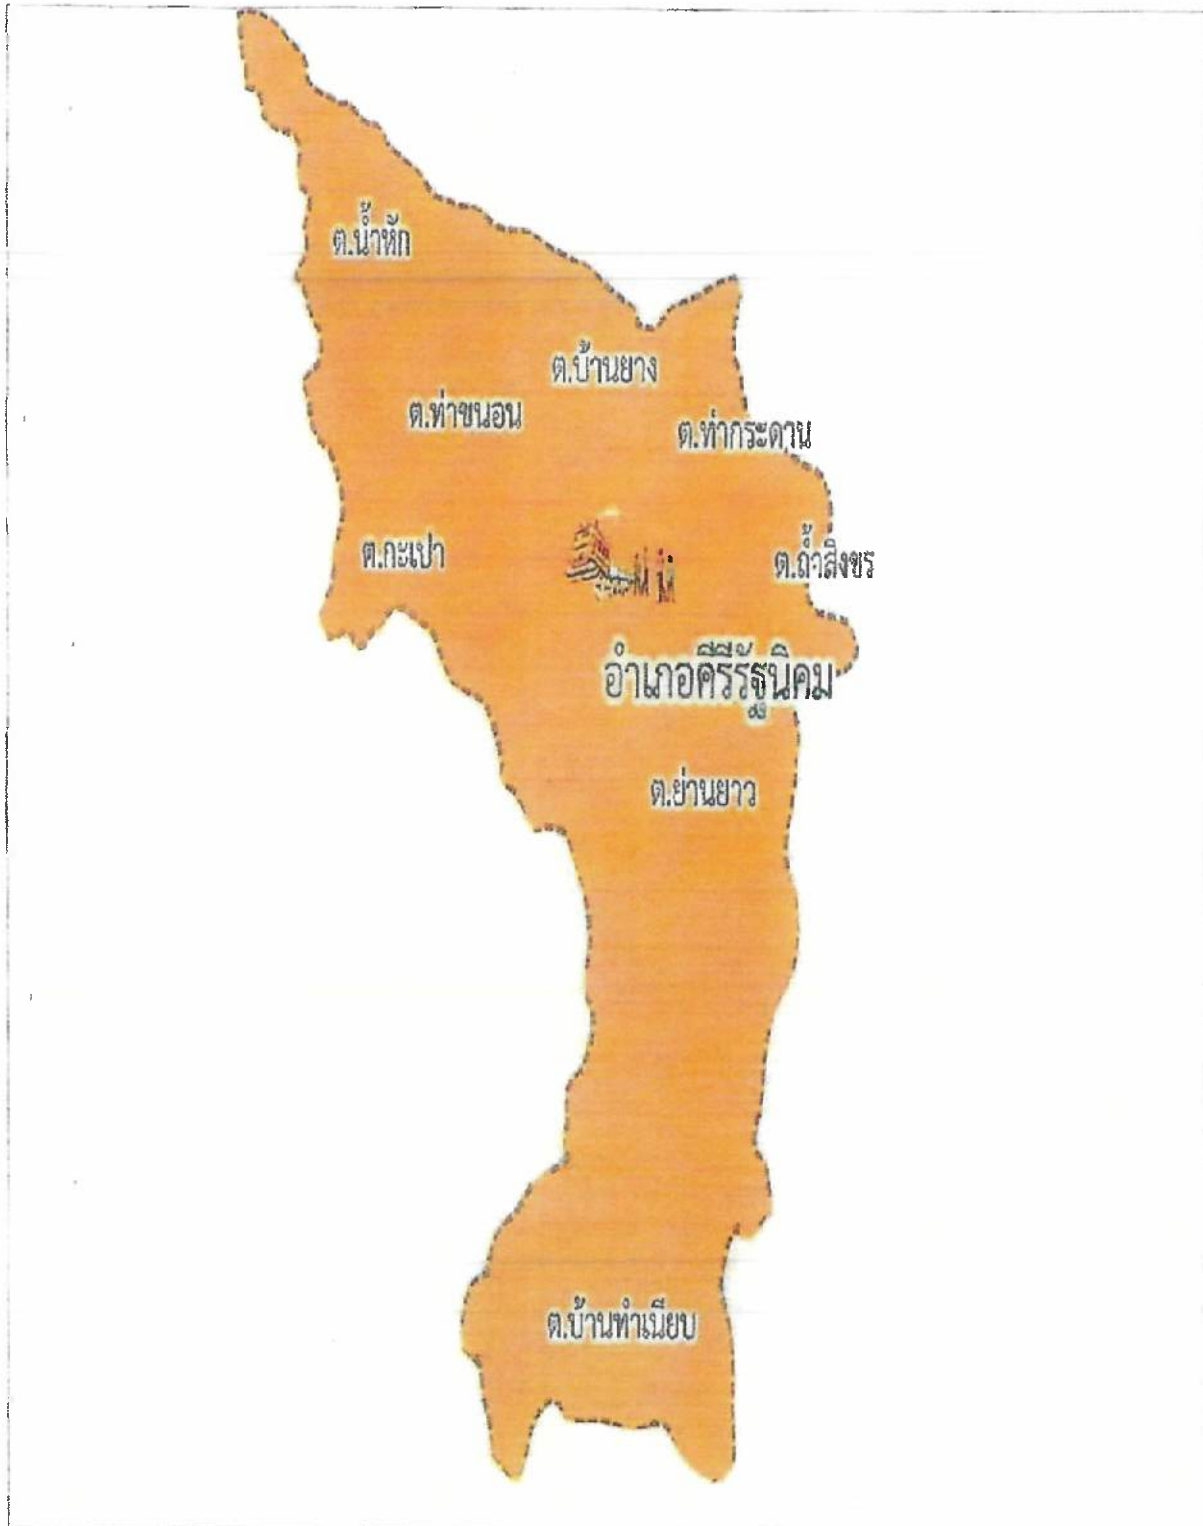 ต.น้ำหัก
ต.บ้านยาง
ต.ท่าขนอน
ต.ท่ากระดาน
ต.กะเปา
ต.ถ้ำสิงขร
อำเภอคีรีรัฐนิคม
ต.ย่านยาว
ต.บ้านทำเนียบ